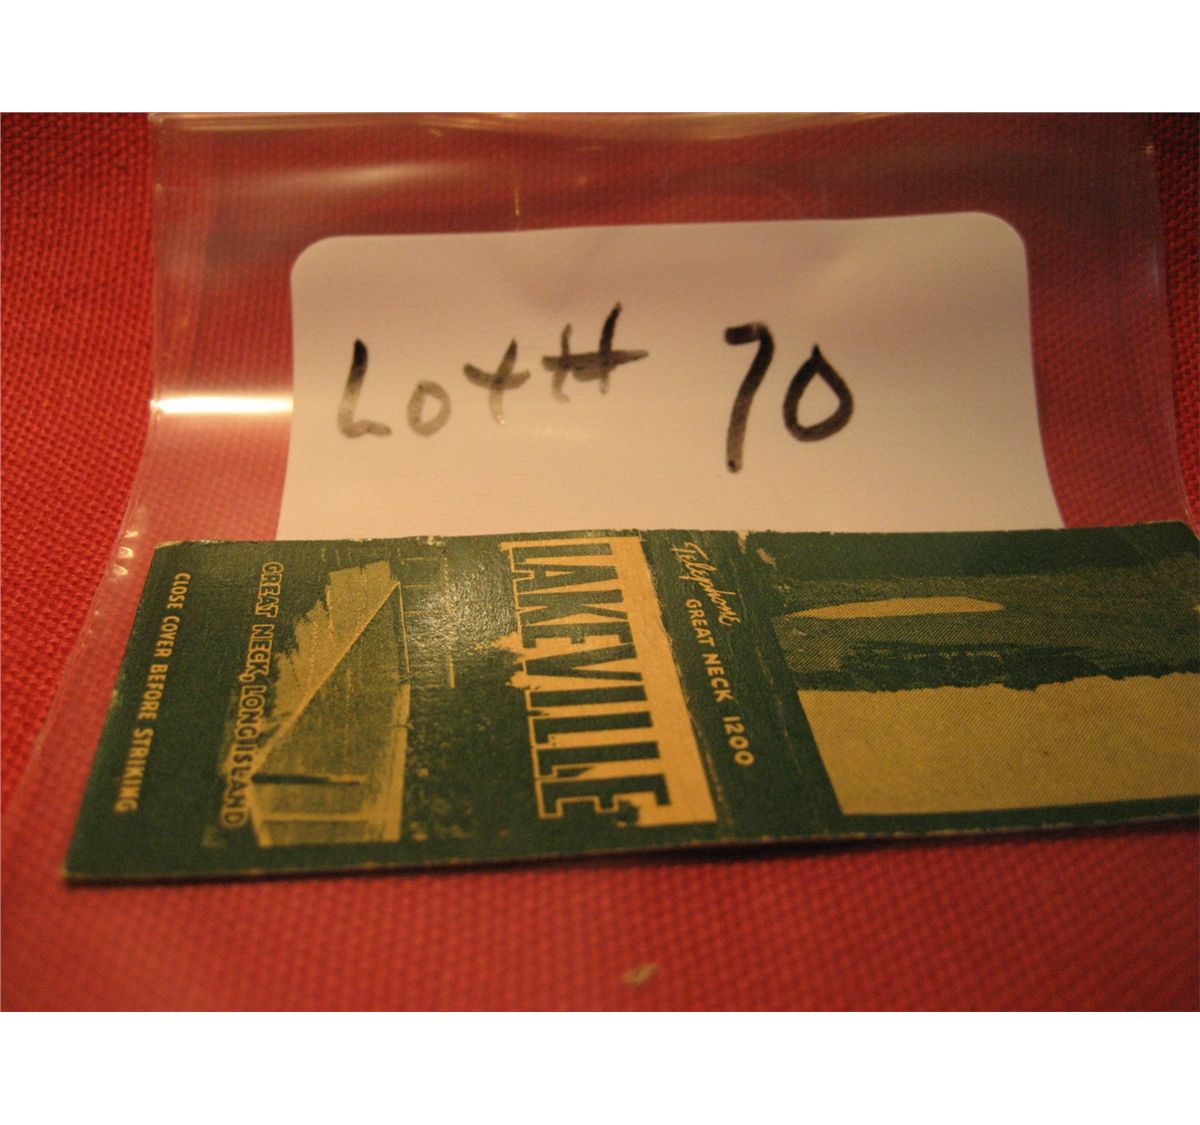 Lot# 70
LAKEVILLE
GREAT NECK, LONG ISLAND
CLOSE COVER BEFORE STRIKING
Telephone
GREAT NECK 1200